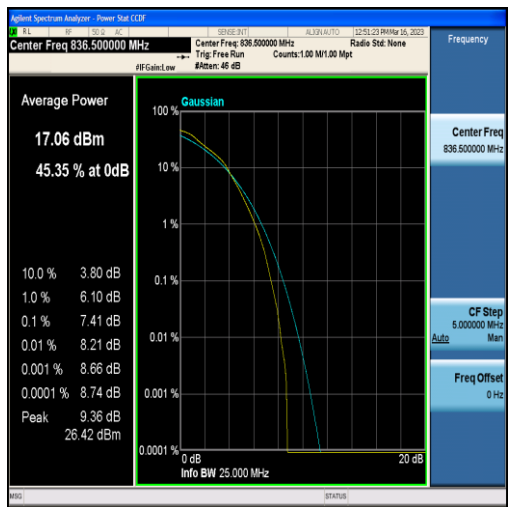 Agilent Spectrum Analyzer - Power Stat CCDF
RL RF 50 Ω AC SENSE:INT ALIGN AUTO 12:51:23 PM Mar 16, 2023
Center Freq 836.500000 MHz
Center Freq: 836.500000 MHz Radio Std: None
Trig: Free Run Counts:1.00 M/1.00 Mpt
#IFGain:Low #Atten: 46 dB
Frequency
Average Power
17.06 dBm
45.35 % at 0dB
10.0 % 3.80 dB
1.0 % 6.10 dB
0.1 % 7.41 dB
0.01 % 8.21 dB
0.001 % 8.66 dB
0.0001 % 8.74 dB
Peak 9.36 dB
26.42 dBm
Gaussian
100 %
10 %
1 %
0.1 %
0.01 %
0.001 %
0.0001 %
0 dB 20 dB
Info BW 25.000 MHz
Center Freq
836.500000 MHz
CF Step
5.000000 MHz
Auto Man
Freq Offset
0 Hz
MSG STATUS